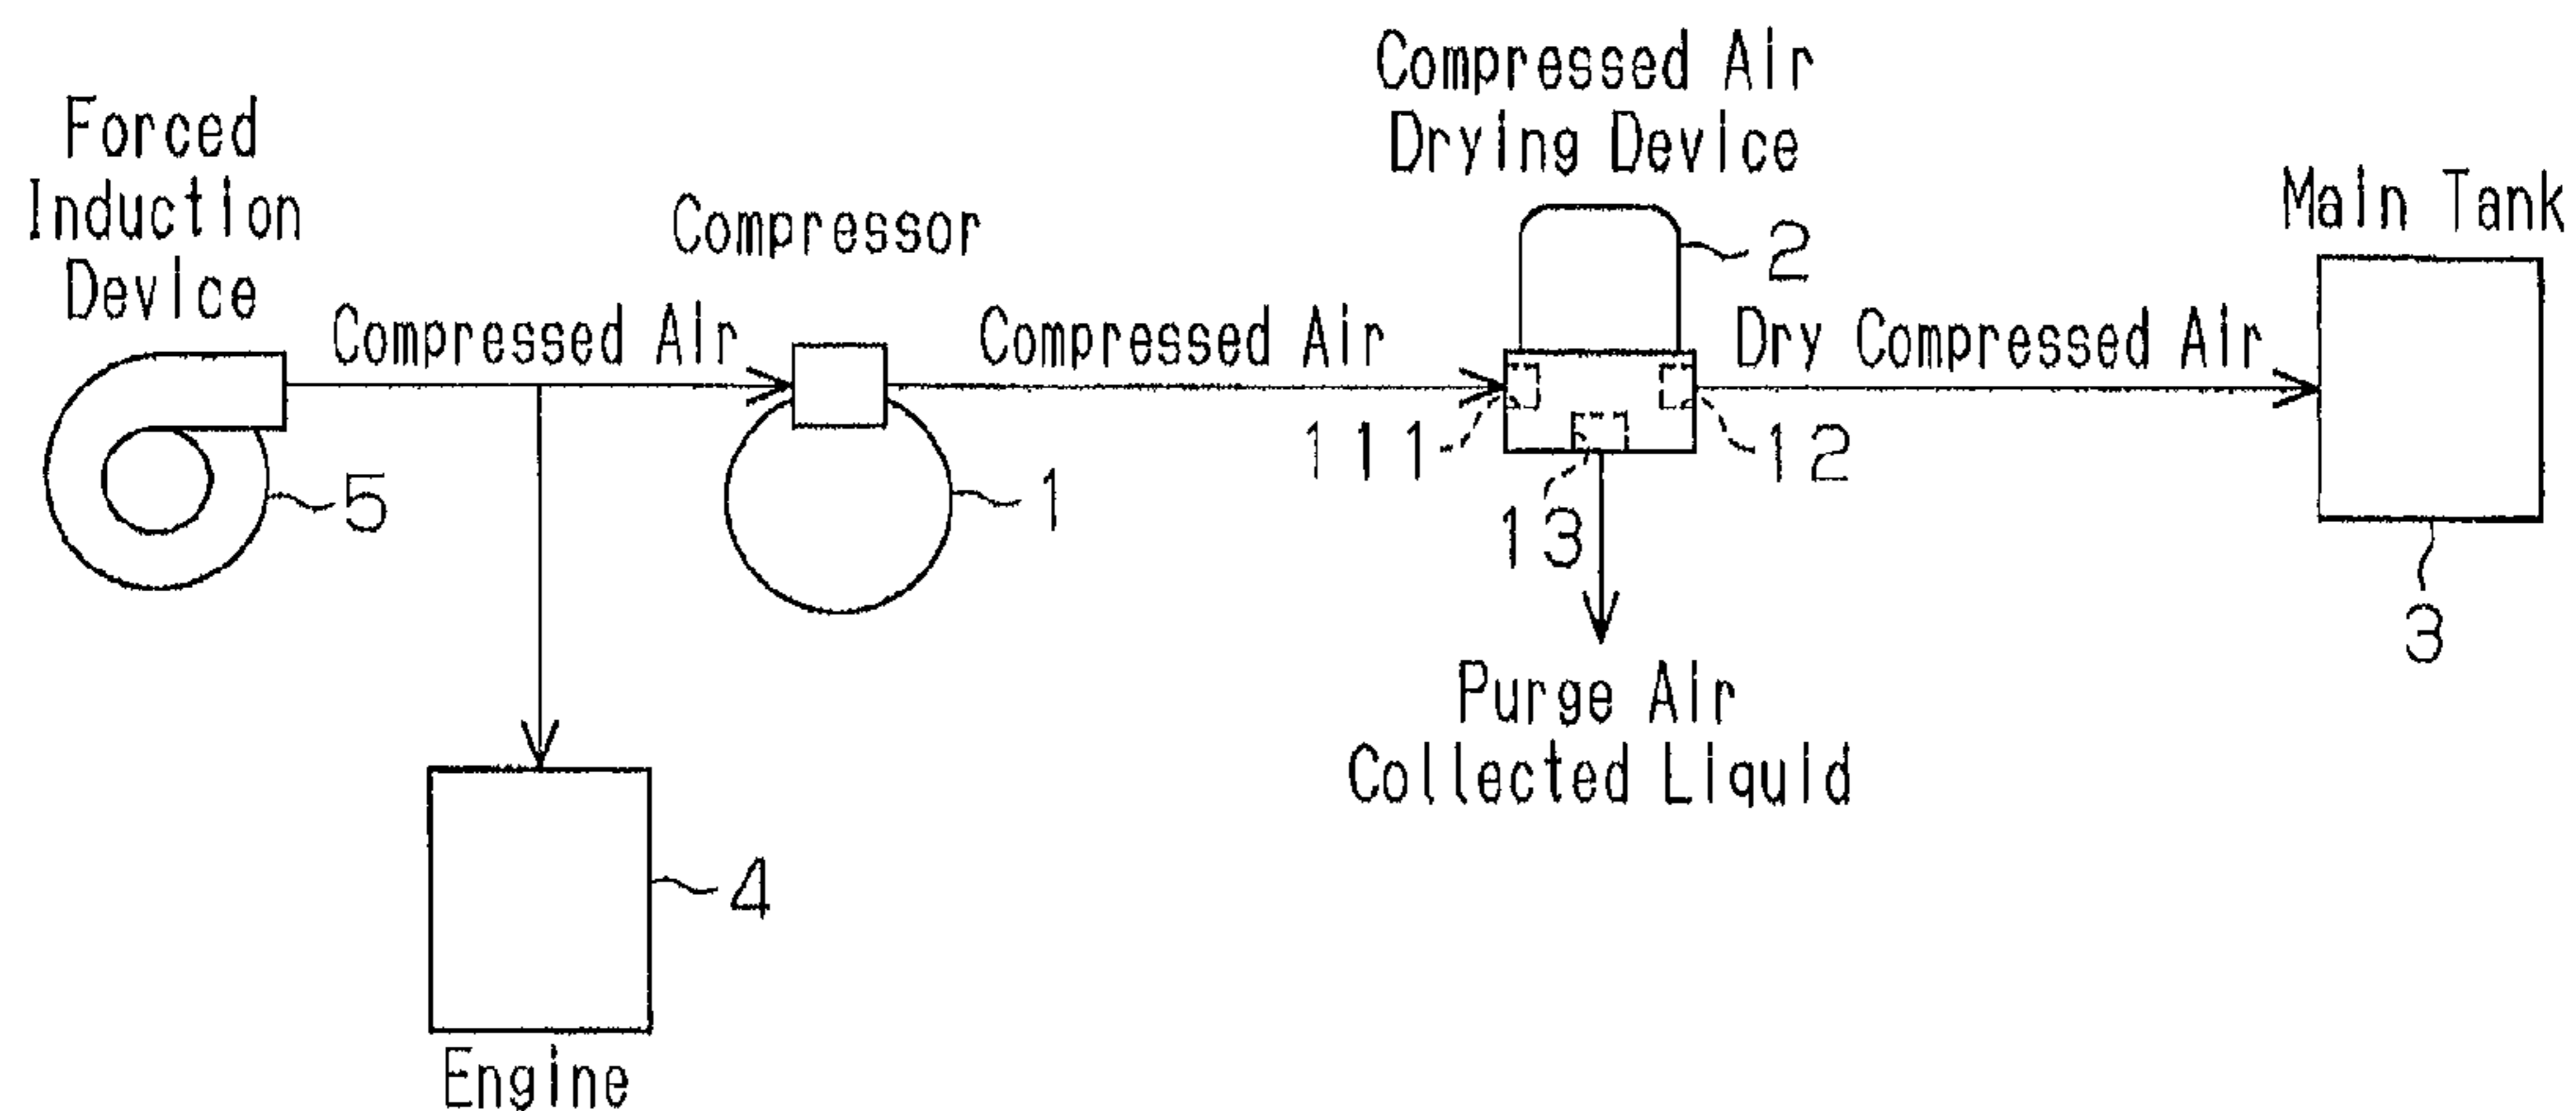 Forced
Induction
Device
Compressor
Compressed Air
Drying Device
Main Tank
Compressed Air
Compressed Air
Dry Compressed Air
2
111
12
13
5
1
3
Purge Air
Collected Liquid
4
Engine